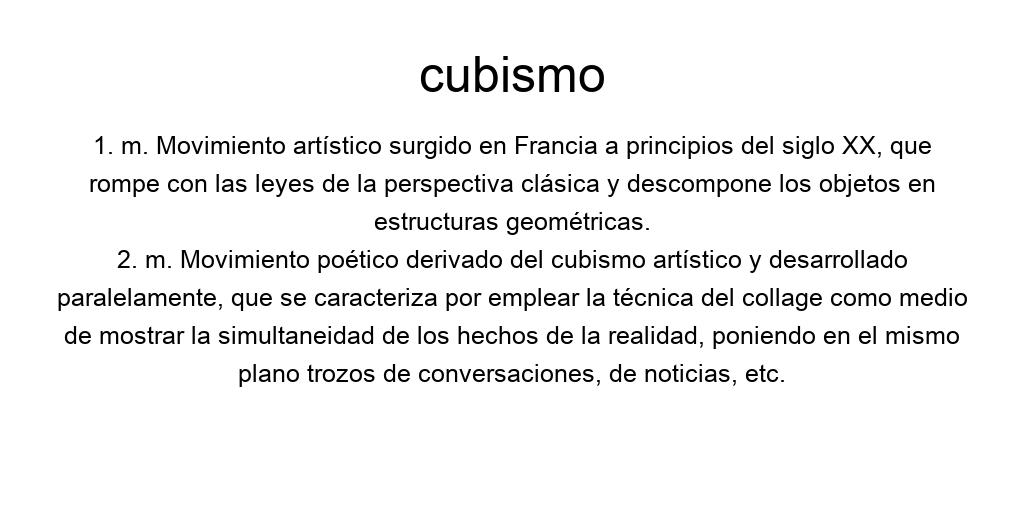 cubismo
1. m. Movimiento artístico surgido en Francia a principios del siglo XX, que
rompe con las leyes de la perspectiva clásica y descompone los objetos en
estructuras geométricas.
2. m. Movimiento poético derivado del cubismo artístico y desarrollado
paralelamente, que se caracteriza por emplear la técnica del collage como medio
de mostrar la simultaneidad de los hechos de la realidad, poniendo en el mismo
plano trozos de conversaciones, de noticias, etc.